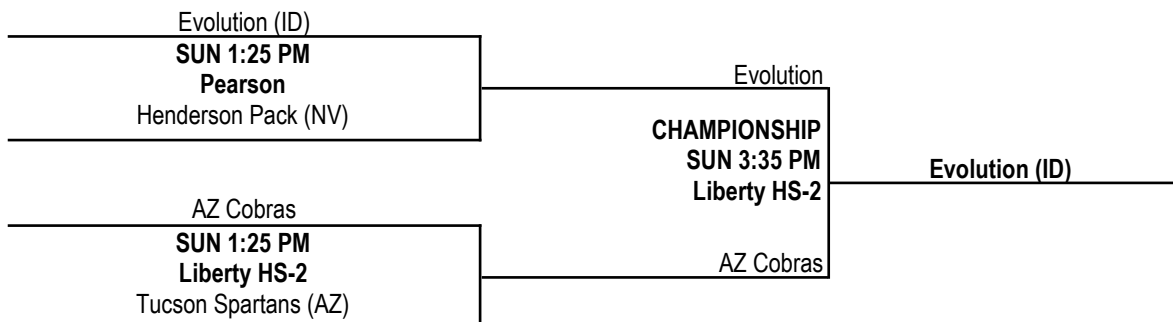 Evolution (ID)
SUN 1:25 PM
Pearson
Henderson Pack (NV)
Evolution
CHAMPIONSHIP
SUN 3:35 PM
Liberty HS-2
Evolution (ID)
AZ Cobras
SUN 1:25 PM
Liberty HS-2
Tucson Spartans (AZ)
AZ Cobras